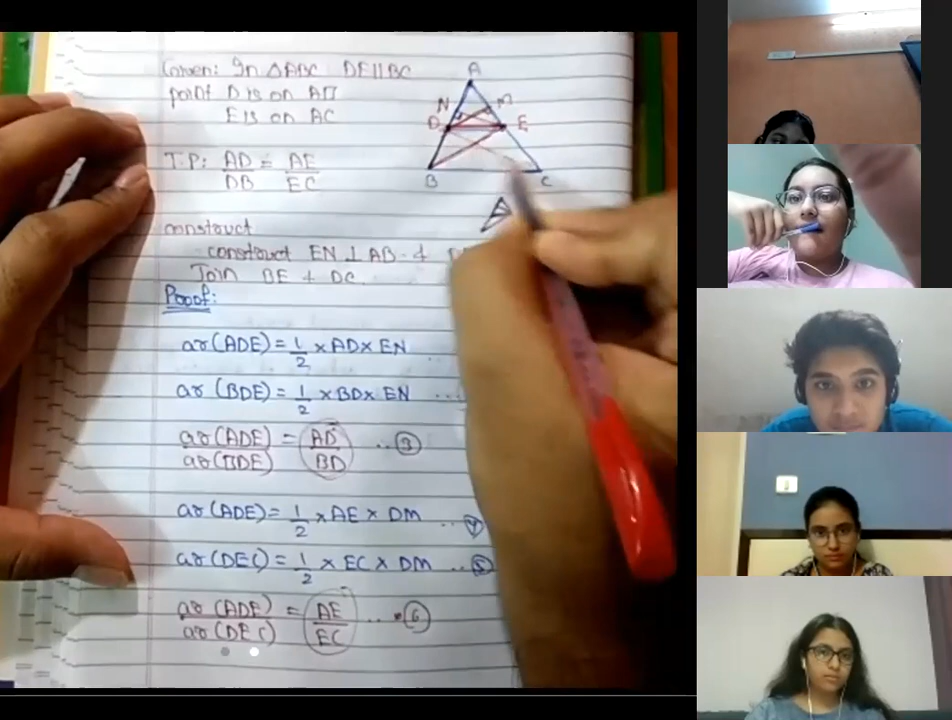 Given: In △ABC DE||BC
point D is on AB
E is on AC
T.P: AD/DB = AE/EC
A
N
M
D
E
B
C
construct
construct EN ⊥ AB &
Join BE & DC
Proof:
ar(ADE) = 1/2 × AD × EN
ar(BDE) = 1/2 × BD × EN ...
ar(ADE)/ar(BDE) = AD/BD ...③
ar(ADE) = 1/2 × AE × DM ...④
ar(DEC) = 1/2 × EC × DM ...⑤
ar(ADE)/ar(DEC) = AE/EC ...⑥